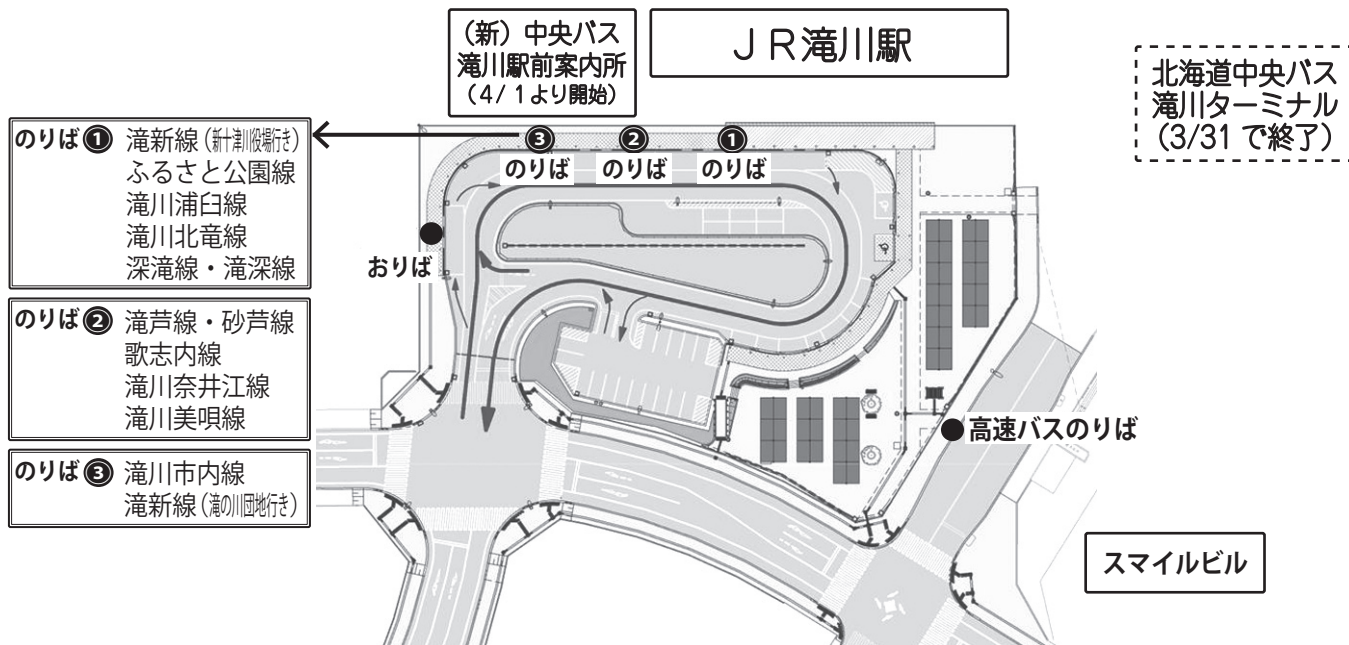 （新）中央バス
滝川駅前案内所
（4/1より開始）
ＪＲ滝川駅
北海道中央バス
滝川ターミナル
（3/31 で終了）
のりば❶ 滝新線（新十津川役場行き）
ふるさと公園線
滝川浦臼線
滝川北竜線
深滝線・滝深線
のりば❷ 滝芦線・砂芦線
歌志内線
滝川奈井江線
滝川美唄線
のりば❸ 滝川市内線
滝新線（滝の川団地行き）
❸ ❷ ❶
のりば のりば のりば
おりば
高速バスのりば
スマイルビル